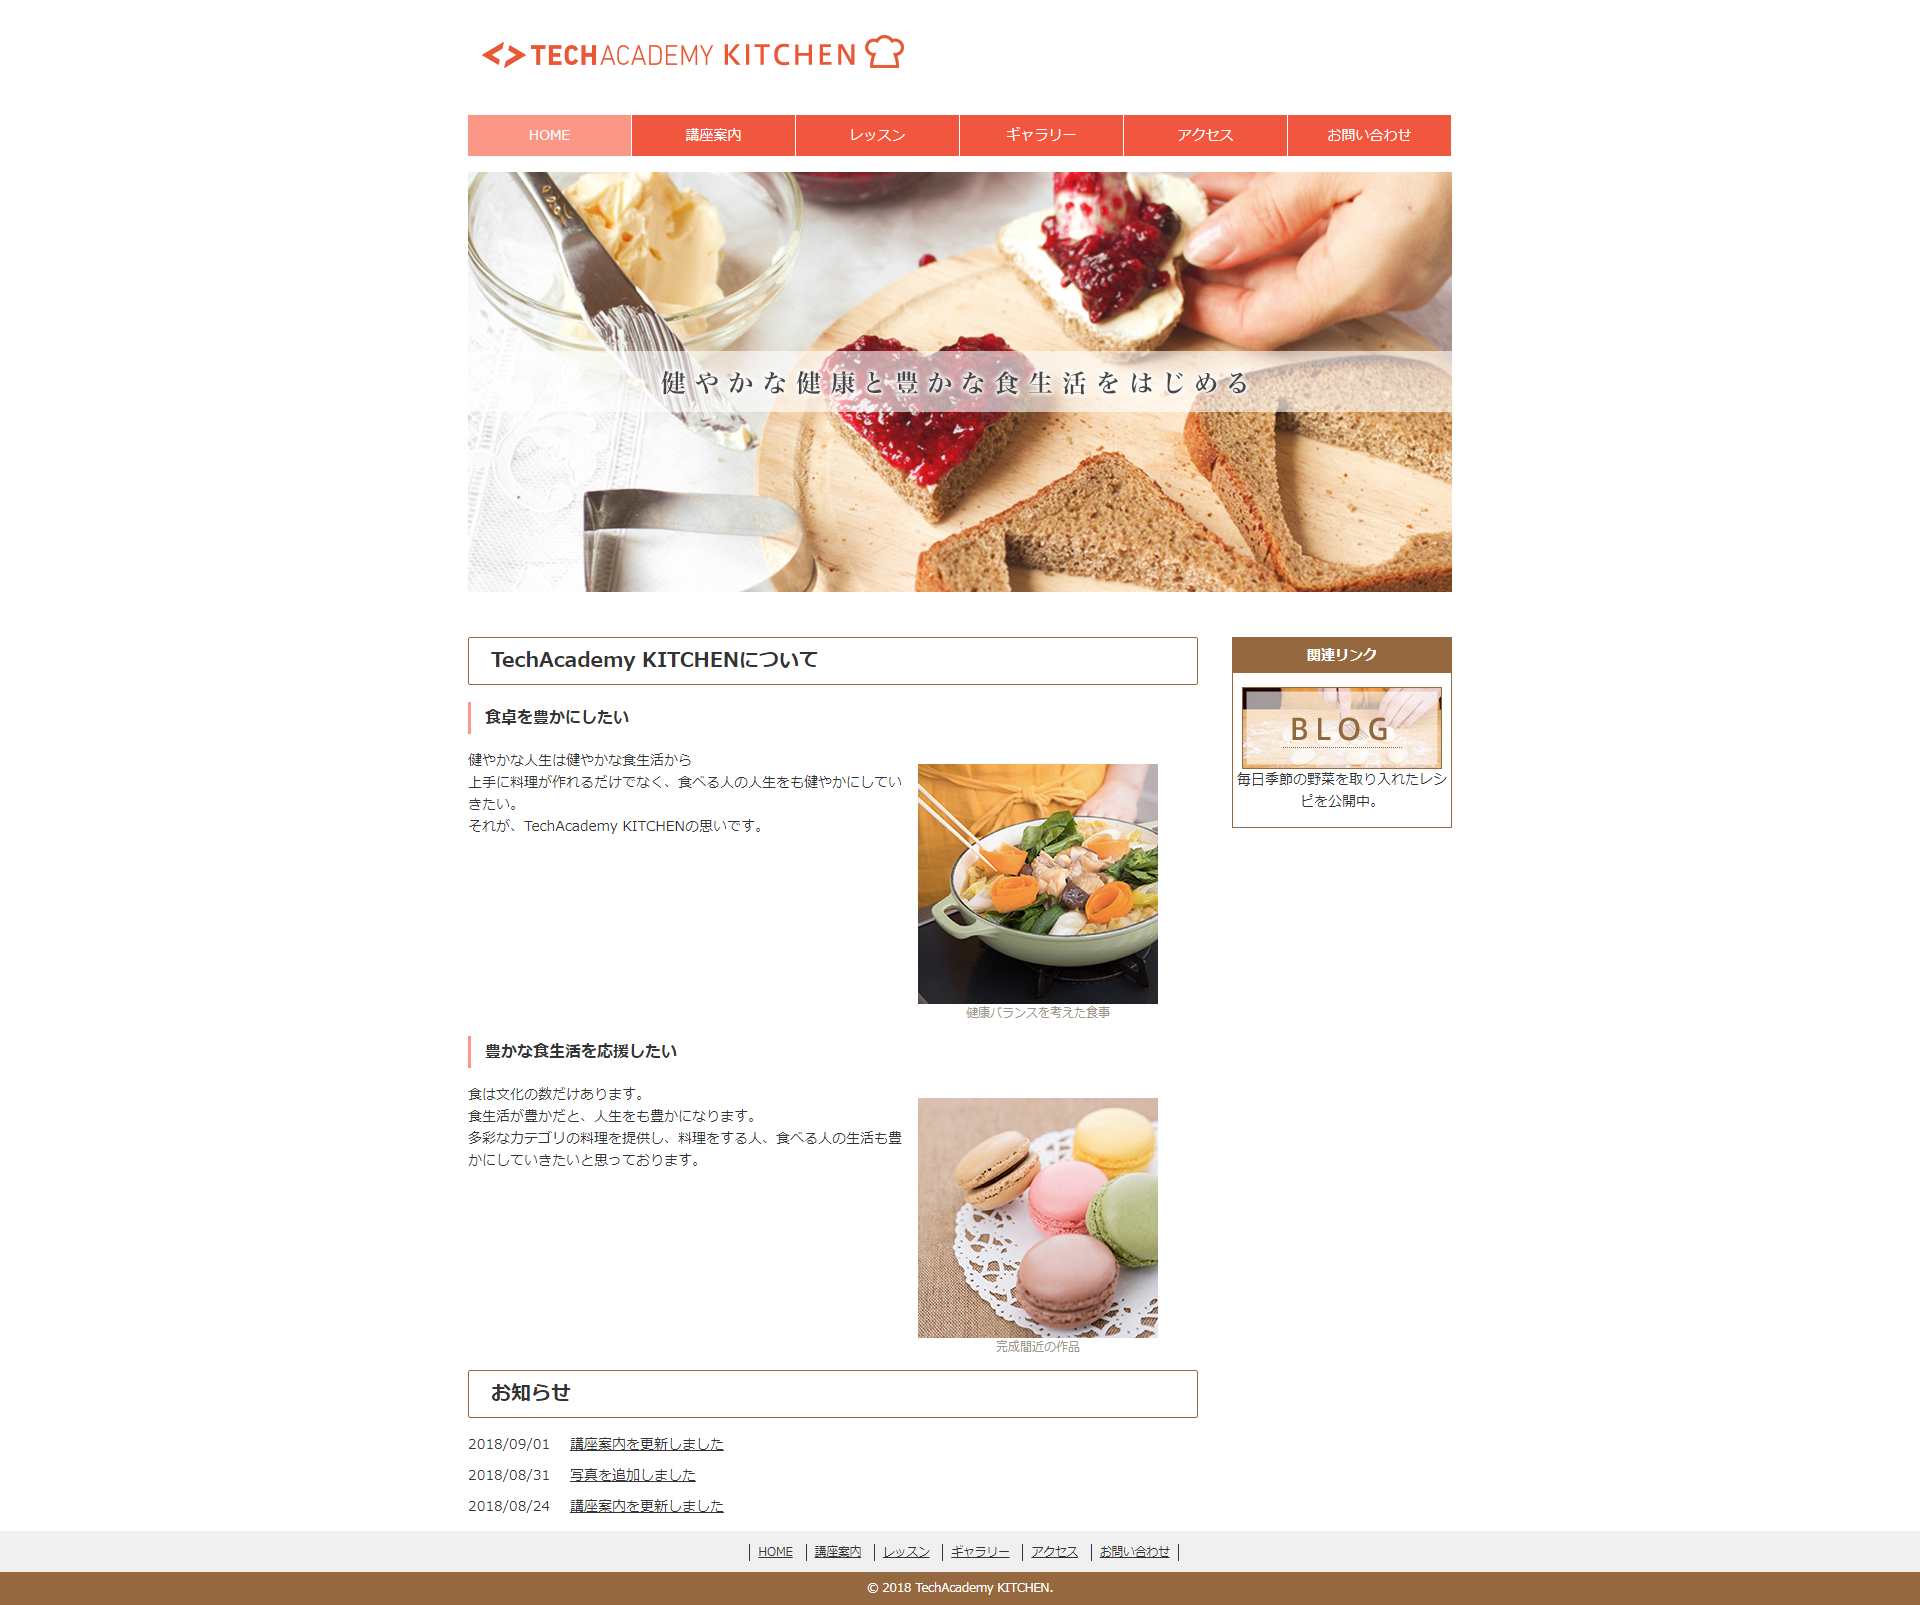 <> TECHACADEMY KITCHEN
HOME
講座案内
レッスン
ギャラリー
アクセス
お問い合わせ
健やかな健康と豊かな食生活をはじめる
TechAcademy KITCHENについて
食卓を豊かにしたい
健やかな人生は健やかな食生活から
上手に料理が作れるだけでなく、食べる人の人生をも健やかにしてい
きたい。
それが、TechAcademy KITCHENの思いです。
健康バランスを考えた食事
豊かな食生活を応援したい
食は文化の数だけあります。
食生活が豊かだと、人生をも豊かになります。
多彩なカテゴリの料理を提供し、料理をする人、食べる人の生活も豊
かにしていきたいと思っております。
完成間近の作品
お知らせ
2018/09/01 講座案内を更新しました
2018/08/31 写真を追加しました
2018/08/24 講座案内を更新しました
関連リンク
BLOG
毎日季節の野菜を取り入れたレシ
ピを公開中。
HOME
講座案内
レッスン
ギャラリー
アクセス
お問い合わせ
© 2018 TechAcademy KITCHEN.